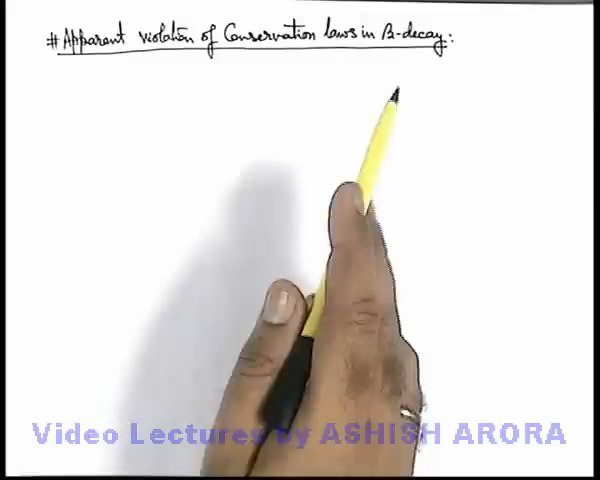 # Apparent violation of Conservation laws in β-decay:
Video Lectures by ASHISH ARORA